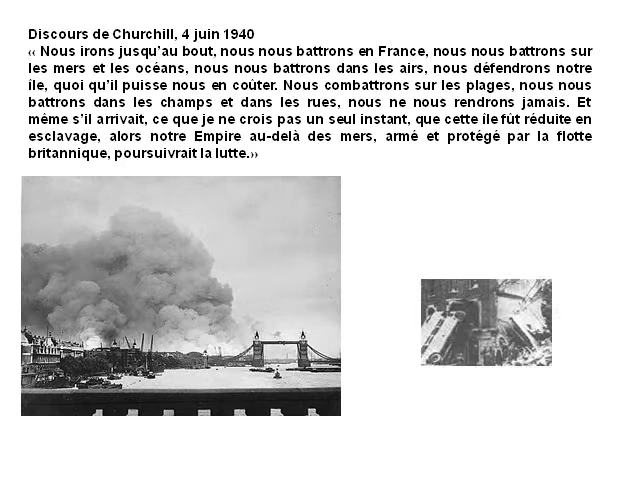 Discours de Churchill, 4 juin 1940
‹‹ Nous irons jusqu’au bout, nous nous battrons en France, nous nous battrons sur
les mers et les océans, nous nous battrons dans les airs, nous défendrons notre
île, quoi qu’il puisse nous en coûter. Nous combattrons sur les plages, nous nous
battrons dans les champs et dans les rues, nous ne nous rendrons jamais. Et
même s’il arrivait, ce que je ne crois pas un seul instant, que cette île fût réduite en
esclavage, alors notre Empire au-delà des mers, armé et protégé par la flotte
britannique, poursuivrait la lutte.››